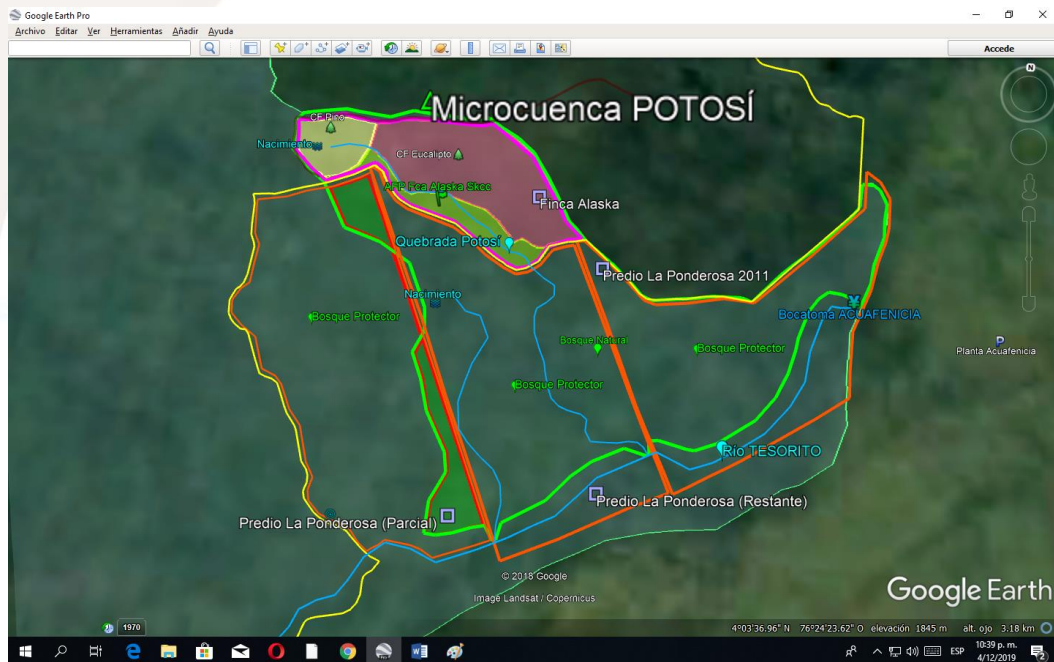 Google Earth Pro
Archivo Editar Ver Herramientas Añadir Ayuda
Accede
N
Microcuenca POTOSÍ
CF Pino
Nacimiento
CF Eucalipto
AFP Fca Alaska Skcc
Finca Alaska
Quebrada Potosí
Predio La Ponderosa 2011
Nacimiento
Bocatoma ACUAFENICIA
Bosque Protector
Bosque Natural
Bosque Protector
Planta Acuafenicia
Bosque Protector
Río TESORITO
Predio La Ponderosa (Restante)
Predio La Ponderosa (Parcial)
© 2018 Google
Image Landsat / Copernicus
Google Earth
1970
4°03'36.96" N 76°24'23.62" O elevación 1845 m alt. ojo 3.18 km
ESP
10:39 p. m.
4/12/2019